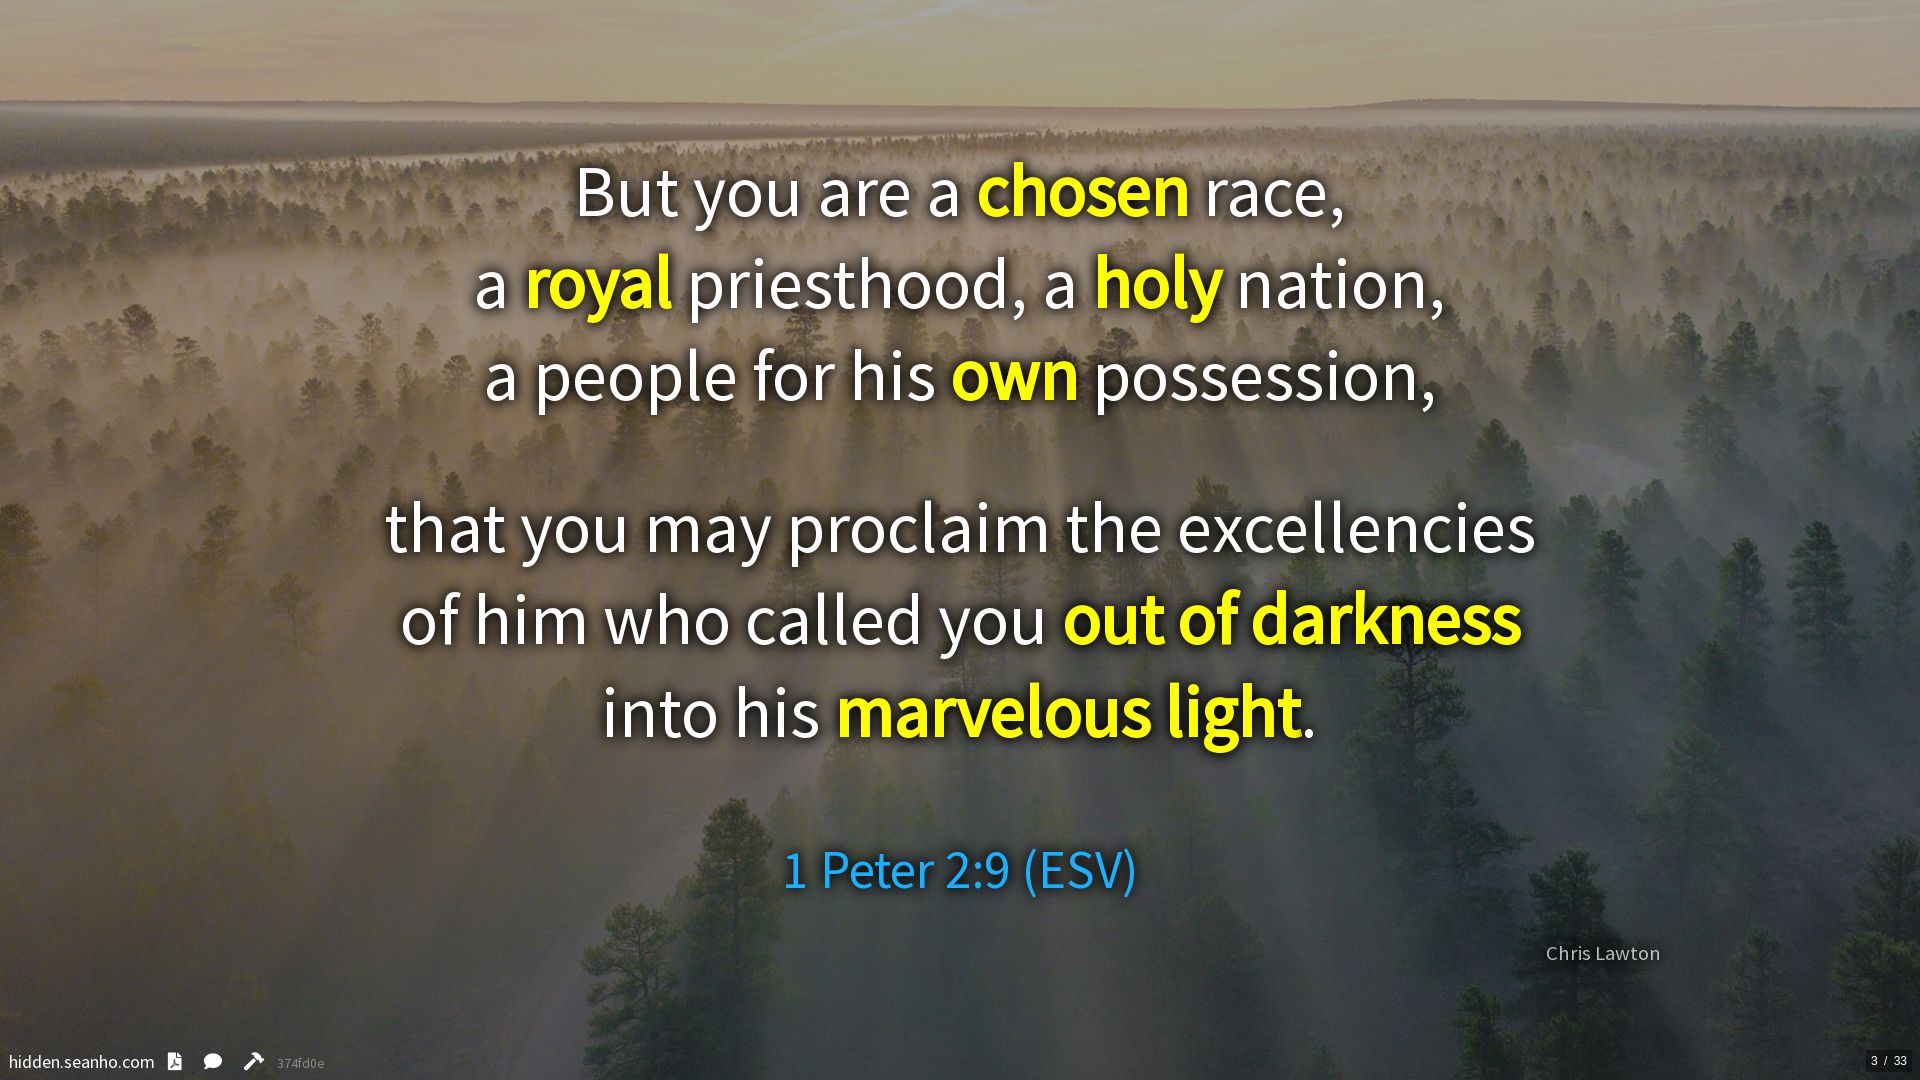 But you are a chosen race,
a royal priesthood, a holy nation,
a people for his own possession,
that you may proclaim the excellencies
of him who called you out of darkness
into his marvelous light.
1 Peter 2:9 (ESV)
Chris Lawton
hidden.seanho.com 374fd0e
3 / 33